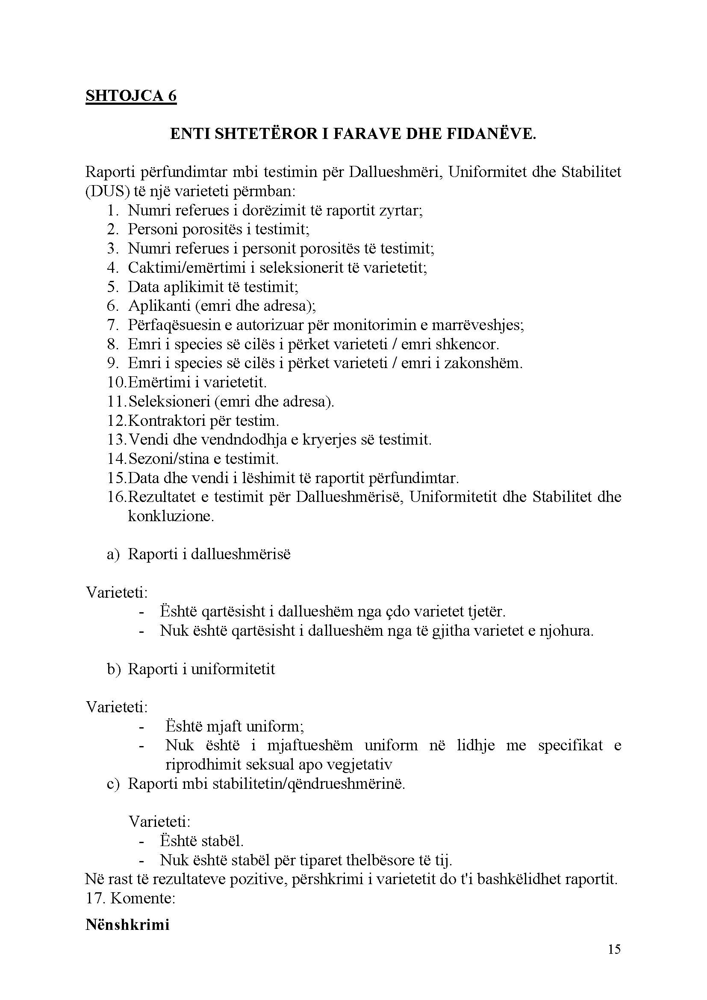 SHTOJCA 6
ENTI SHTETËROR I FARAVE DHE FIDANËVE.
Raporti përfundimtar mbi testimin për Dallueshmëri, Uniformitet dhe Stabilitet
(DUS) të një varieteti përmban:
1. Numri referues i dorëzimit të raportit zyrtar;
2. Personi porositës i testimit;
3. Numri referues i personit porositës të testimit;
4. Caktimi/emërtimi i seleksionerit të varietetit;
5. Data aplikimit të testimit;
6. Aplikanti (emri dhe adresa);
7. Përfaqësuesin e autorizuar për monitorimin e marrëveshjes;
8. Emri i species së cilës i përket varieteti / emri shkencor.
9. Emri i species së cilës i përket varieteti / emri i zakonshëm.
10.Emërtimi i varietetit.
11.Seleksioneri (emri dhe adresa).
12.Kontraktori për testim.
13.Vendi dhe vendndodhja e kryerjes së testimit.
14.Sezoni/stina e testimit.
15.Data dhe vendi i lëshimit të raportit përfundimtar.
16.Rezultatet e testimit për Dallueshmërisë, Uniformitetit dhe Stabilitet dhe
konkluzione.
a) Raporti i dallueshmërisë
Varieteti:
- Është qartësisht i dallueshëm nga çdo varietet tjetër.
- Nuk është qartësisht i dallueshëm nga të gjitha varietet e njohura.
b) Raporti i uniformitetit
Varieteti:
- Është mjaft uniform;
- Nuk është i mjaftueshëm uniform në lidhje me specifikat e
riprodhimit seksual apo vegjetativ
c) Raporti mbi stabilitetin/qëndrueshmërinë.
Varieteti:
- Është stabël.
- Nuk është stabël për tiparet thelbësore të tij.
Në rast të rezultateve pozitive, përshkrimi i varietetit do t'i bashkëlidhet raportit.
17. Komente:
Nënshkrimi
15